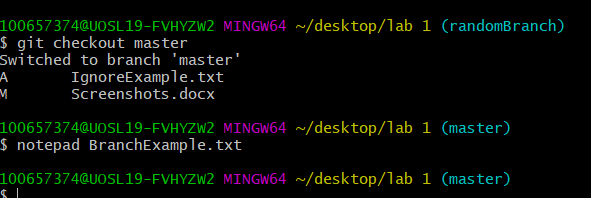 100657374@UOSL19-FVHYZW2 MINGW64 ~/desktop/lab 1 (randomBranch)
$ git checkout master
Switched to branch 'master'
A       IgnoreExample.txt
M       Screenshots.docx
100657374@UOSL19-FVHYZW2 MINGW64 ~/desktop/lab 1 (master)
$ notepad BranchExample.txt
100657374@UOSL19-FVHYZW2 MINGW64 ~/desktop/lab 1 (master)
$